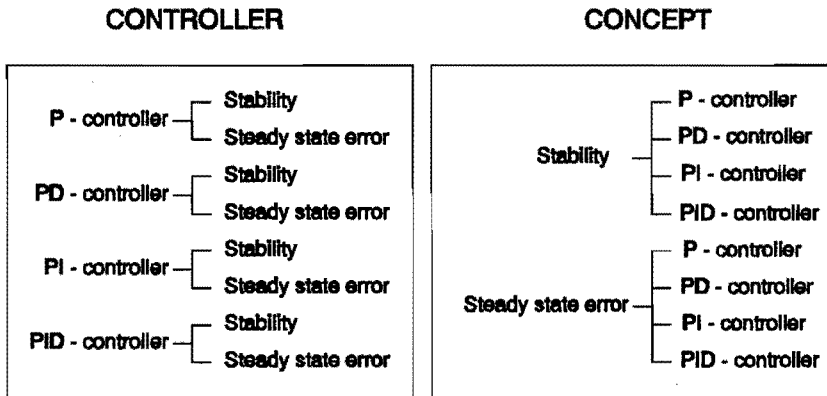 CONTROLLER
P - controller
Stability
Steady state error
PD - controller
Stability
Steady state error
PI - controller
Stability
Steady state error
PID - controller
Stability
Steady state error
CONCEPT
Stability
P - controller
PD - controller
PI - controller
PID - controller
Steady state error
P - controller
PD - controller
PI - controller
PID - controller